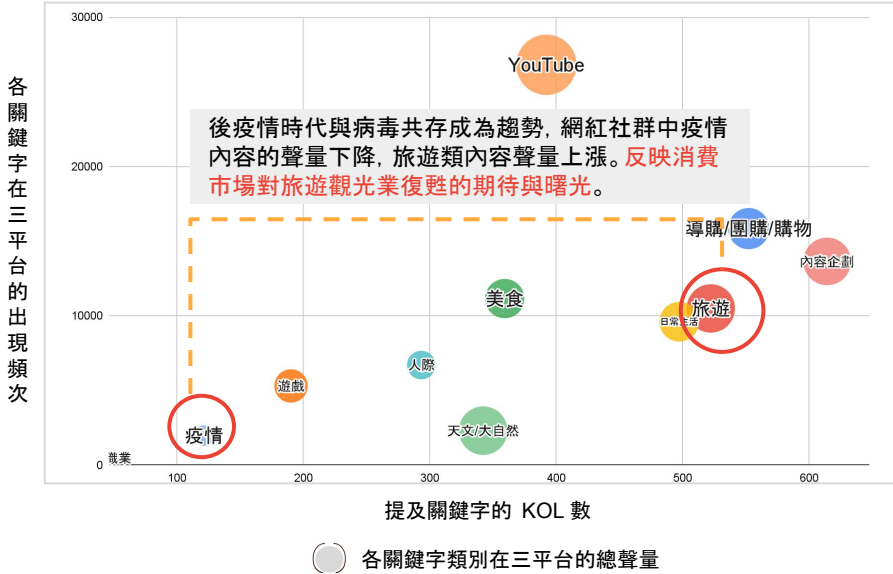 各關鍵字在三平台的出現頻次
30000
YouTube
後疫情時代與病毒共存成為趨勢, 網紅社群中疫情
內容的聲量下降, 旅遊類內容聲量上漲。反映消費
市場對旅遊觀光業復甦的期待與曙光。
20000
導購/團購/購物
內容企劃
美食
旅遊
日常生活
10000
人際
遊戲
疫情
天文/大自然
職業
0
100
200
300
400
500
600
提及關鍵字的 KOL 數
各關鍵字類別在三平台的總聲量